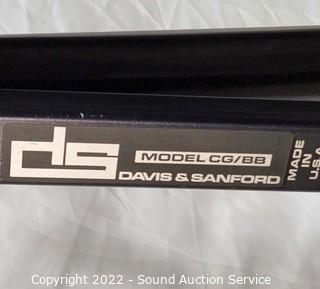 ds
MODEL CG/BB
DAVIS & SANFORD
MADE
IN
U.S.A
Copyright 2022 - Sound Auction Service